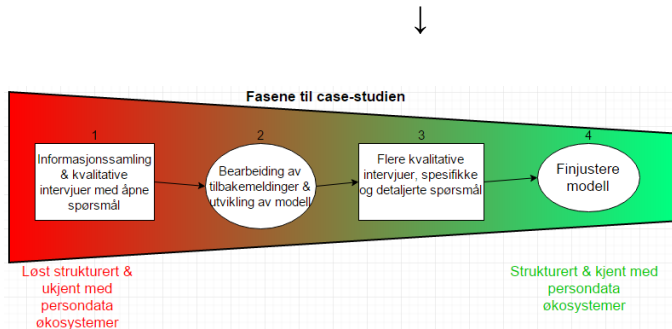 Fasene til case-studien
1
Informasjonssamling
& kvalitative
intervjuer med åpne
spørsmål
2
Bearbeiding av
tilbakemeldinger &
utvikling av modell
3
Flere kvalitative
intervjuer, spesifikke
og detaljerte spørsmål
4
Finjustere
modell
Løst strukturert &
ukjent med
persondata
økosystemer
Strukturert & kjent med
persondata
økosystemer